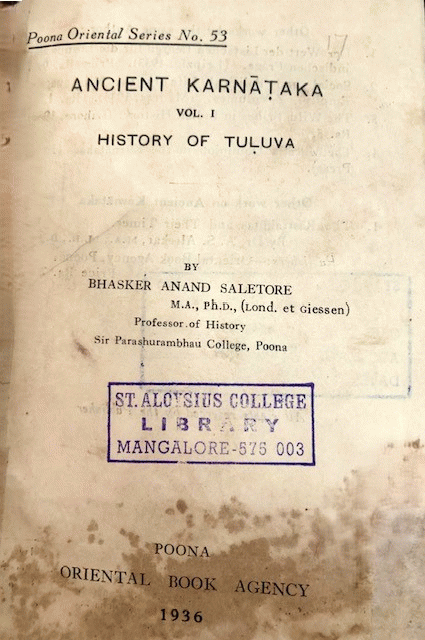 Poona Oriental Series No. 53
17
ANCIENT KARNĀṬAKA
VOL. I
HISTORY OF TUḶUVA
BY
BHASKER ANAND SALETORE
M.A., Ph.D., (Lond. et Giessen)
Professor of History
Sir Parashurambhau College, Poona
ST. ALOYSIUS COLLEGE
LIBRARY
MANGALORE-575 003
POONA
ORIENTAL BOOK AGENCY
1936